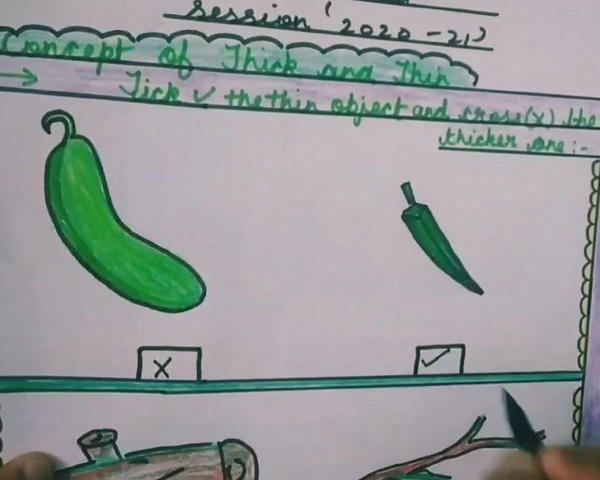 Session '2020-21'
Concept of Thick and Thin
→ Tick ✓ the thin object and cross(x) the
thicker one:-
x ✓